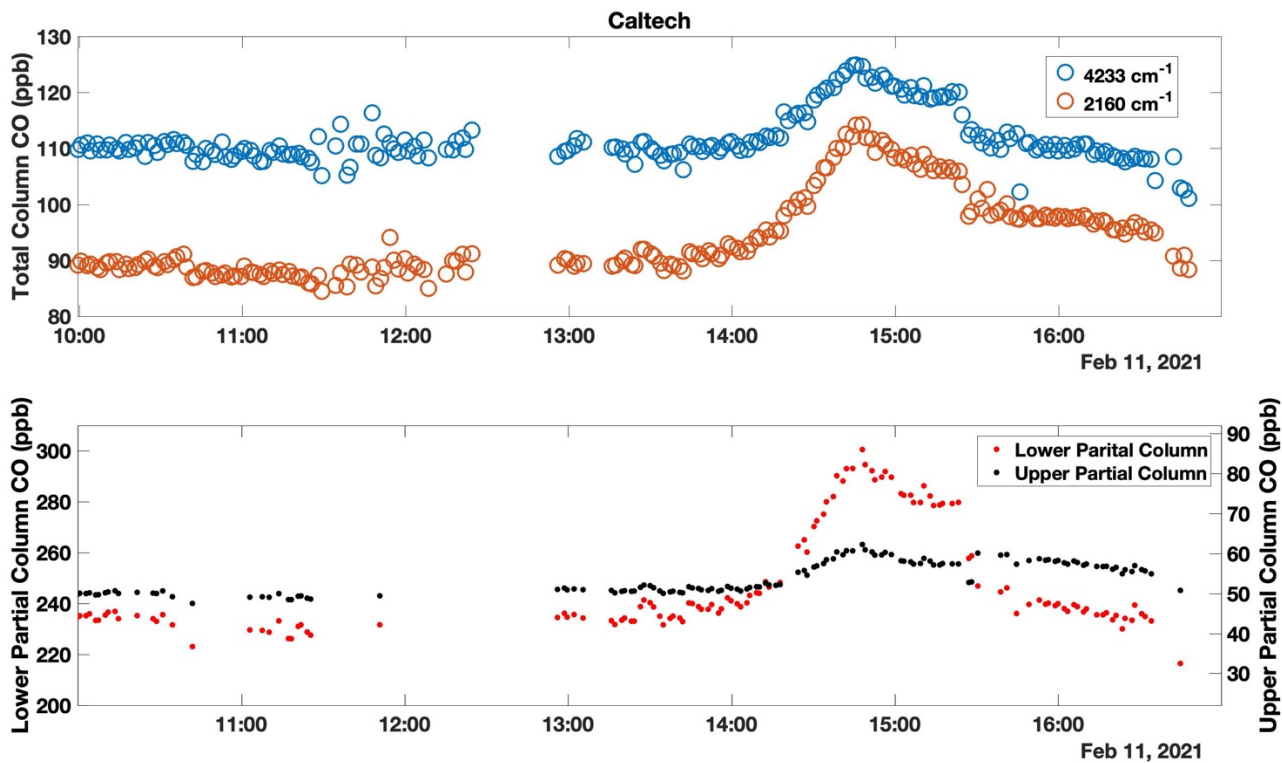 Caltech
Total Column CO (ppb)
130
120
110
100
90
80
4233 cm⁻¹
2160 cm⁻¹
10:00 11:00 12:00 13:00 14:00 15:00 16:00
Feb 11, 2021
Lower Partial Column CO (ppb)
300
280
260
240
220
200
Lower Parital Column
Upper Partial Column
90
80
70
60
50
40
30
Upper Partial Column CO (ppb)
11:00 12:00 13:00 14:00 15:00 16:00
Feb 11, 2021